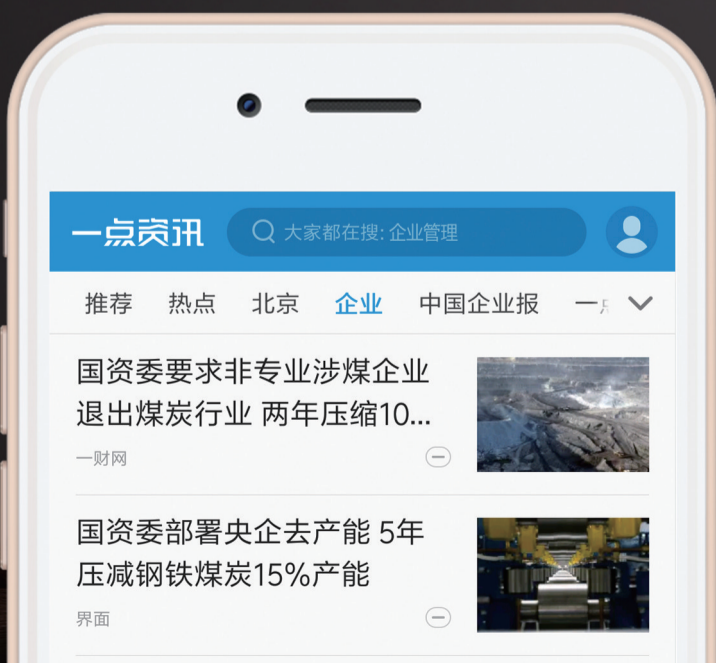 一点资讯
大家都在搜: 企业管理
推荐 热点 北京 企业 中国企业报 一
国资委要求非专业涉煤企业
退出煤炭行业 两年压缩10...
一财网
国资委部署央企去产能 5年
压减钢铁煤炭15%产能
界面